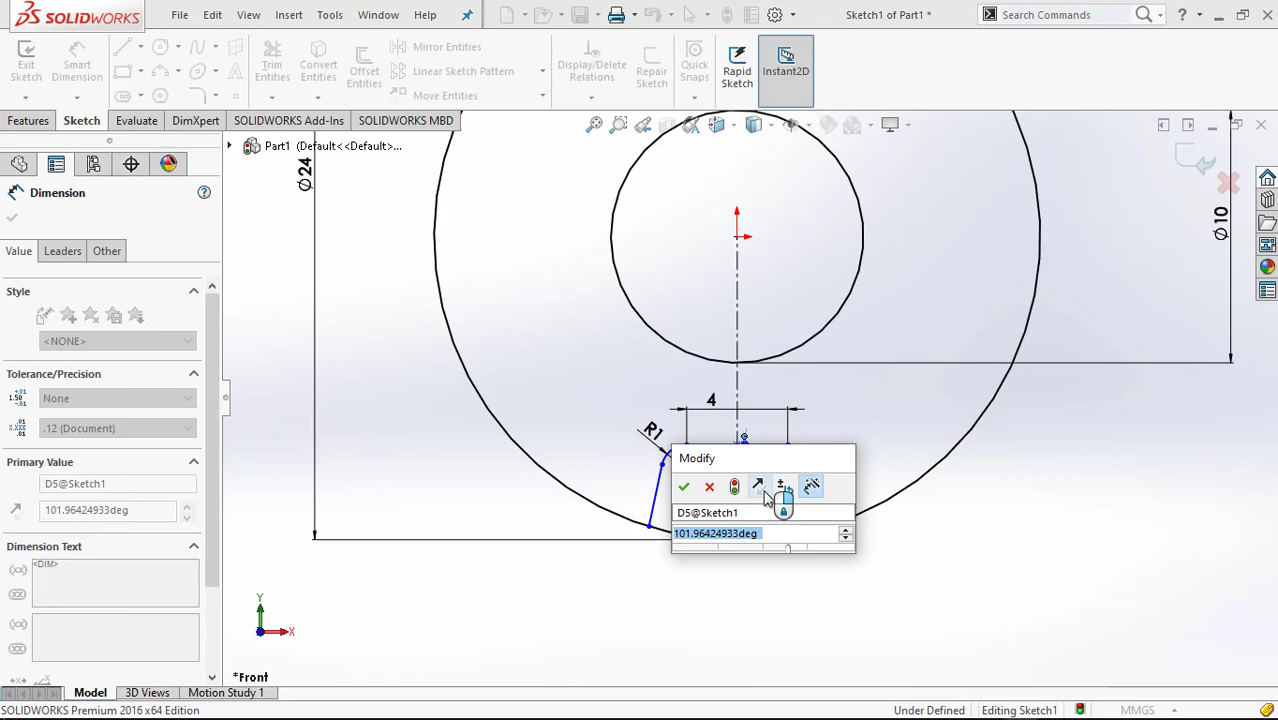 SOLIDWORKS
File Edit View Insert Tools Window Help
Sketch1 of Part1 *
Search Commands
?
Exit Sketch
Smart Dimension
Trim Entities
Convert Entities
Offset Entities
Mirror Entities
Linear Sketch Pattern
Move Entities
Display/Delete Relations
Repair Sketch
Quick Snaps
Rapid Sketch
Instant2D
Features Sketch Evaluate DimXpert SOLIDWORKS Add-Ins SOLIDWORKS MBD
Part1 (Default<<Default>...
Dimension
Value Leaders Other
Style
<NONE>
Tolerance/Precision
None
.12 (Document)
Primary Value
D5@Sketch1
101.96424933deg
Dimension Text
<DIM>
Ø24
Ø10
4
R1
Modify
D5@Sketch1
101.96424933deg
Y
X
*Front
Model 3D Views Motion Study 1
SOLIDWORKS Premium 2016 x64 Edition
Under Defined Editing Sketch1 MMGS